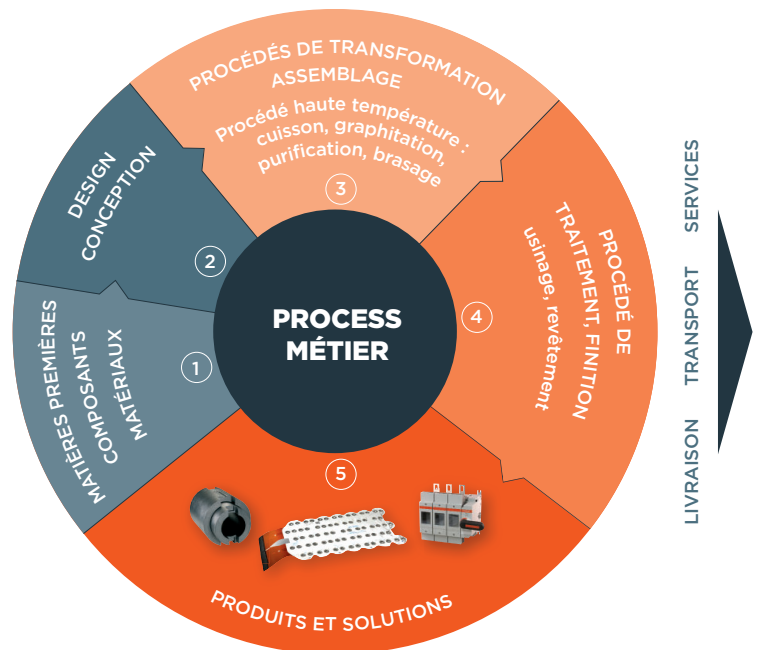 PROCÉDÉS DE TRANSFORMATION
ASSEMBLAGE
Procédé haute température :
cuisson, graphitation,
purification, brasage
3
DESIGN
CONCEPTION
2
MATIÈRES PREMIÈRES
COMPOSANTS
MATÉRIAUX
1
PROCESS
MÉTIER
4
PROCÉDÉ DE
TRAITEMENT, FINITION
usinage, revêtement
5
PRODUITS ET SOLUTIONS
LIVRAISON TRANSPORT SERVICES